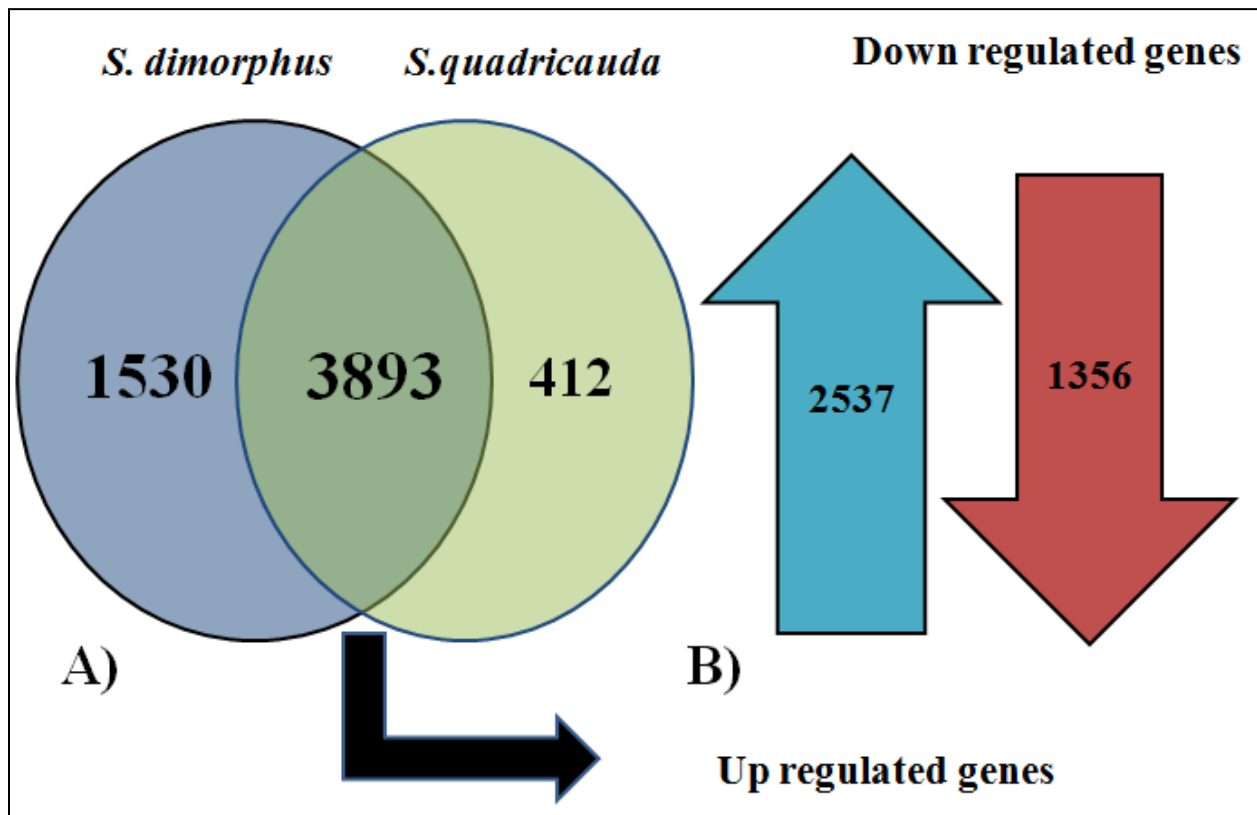 S. dimorphus
S.quadricauda
Down regulated genes
1530
3893
412
2537
1356
A)
B)
Up regulated genes